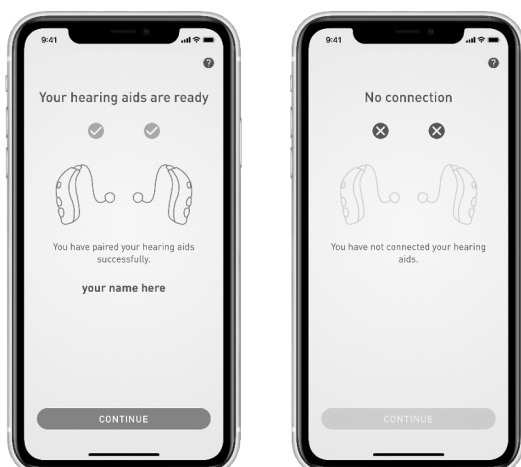 9:41
?
Your hearing aids are ready
You have paired your hearing aids
successfully.
your name here
CONTINUE
9:41
?
No connection
You have not connected your hearing
aids.
CONTINUE